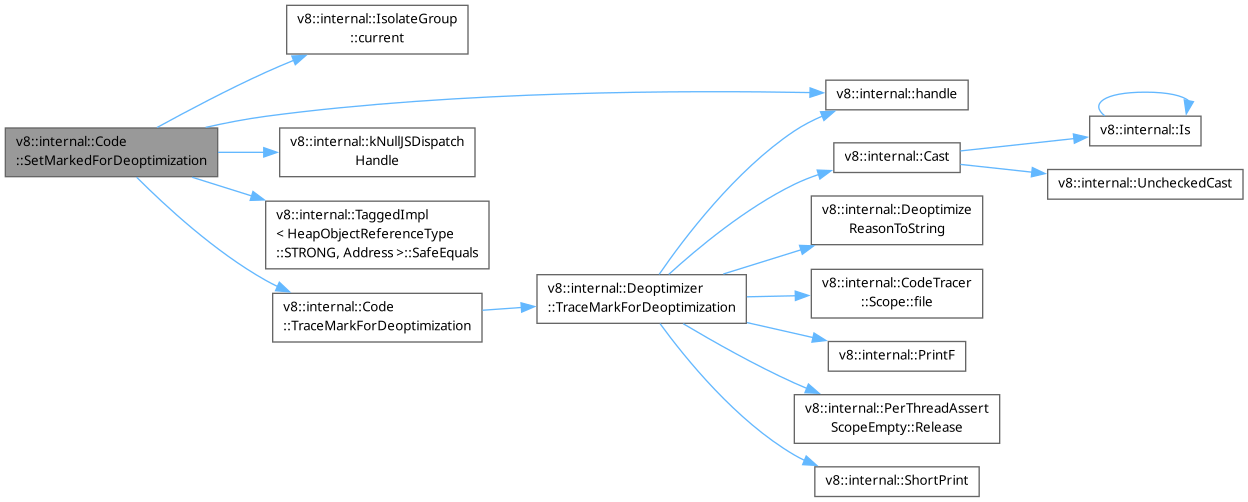 v8::internal::IsolateGroup
::current
v8::internal::handle
v8::internal::Is
v8::internal::Code
::SetMarkedForDeoptimization
v8::internal::kNullJSDispatch
Handle
v8::internal::Cast
v8::internal::UncheckedCast
v8::internal::TaggedImpl
< HeapObjectReferenceType
::STRONG, Address >::SafeEquals
v8::internal::Deoptimize
ReasonToString
v8::internal::Code
::TraceMarkForDeoptimization
v8::internal::Deoptimizer
::TraceMarkForDeoptimization
v8::internal::CodeTracer
::Scope::file
v8::internal::PrintF
v8::internal::PerThreadAssert
ScopeEmpty::Release
v8::internal::ShortPrint